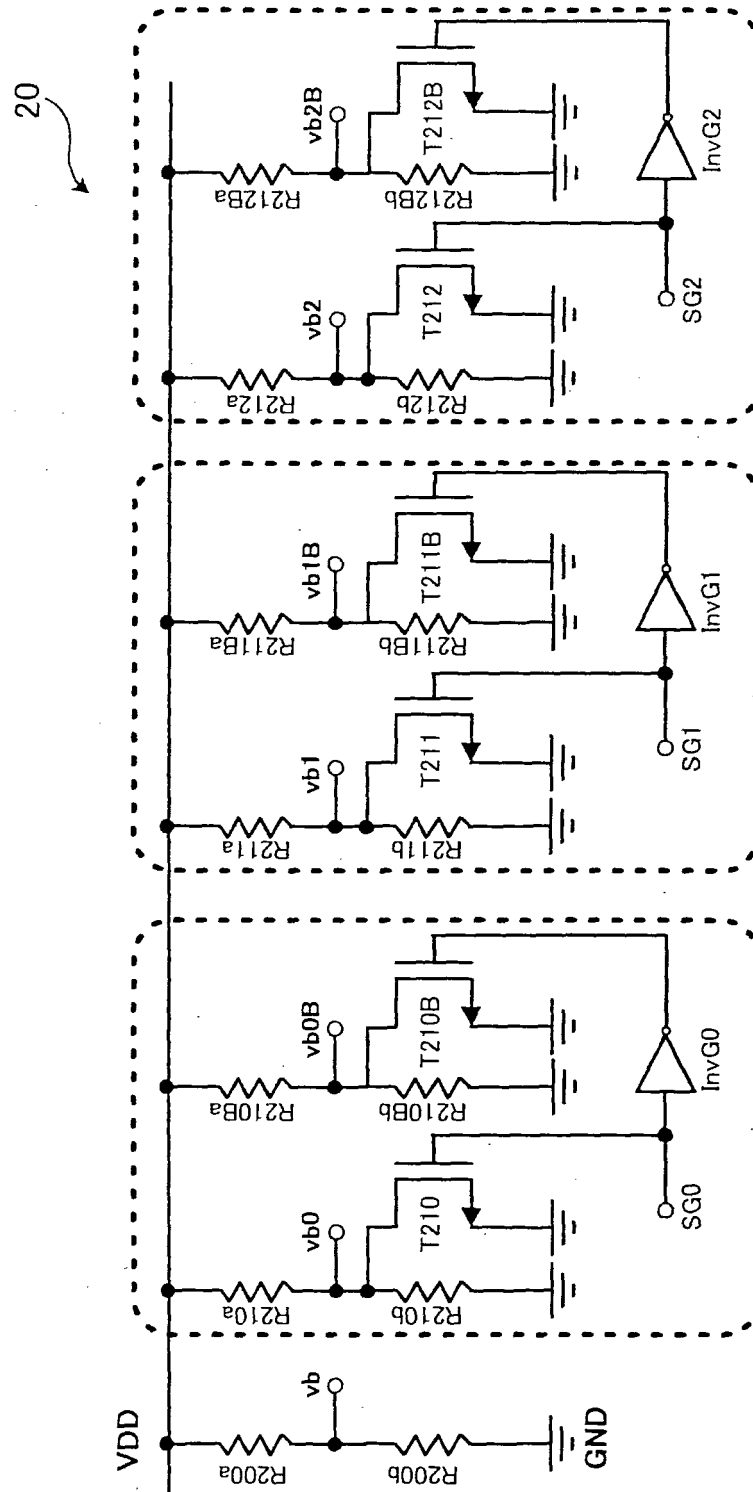 20
VDD
R200a
vb
R200b
GND
R210a
vb0
R210b
T210
SG0
R210Ba
vb0B
R210Bb
T210B
InvG0
R211a
vb1
R211b
T211
SG1
R211Ba
vb1B
R211Bb
T211B
InvG1
R212a
vb2
R212b
T212
SG2
R212Ba
vb2B
R212Bb
T212B
InvG2